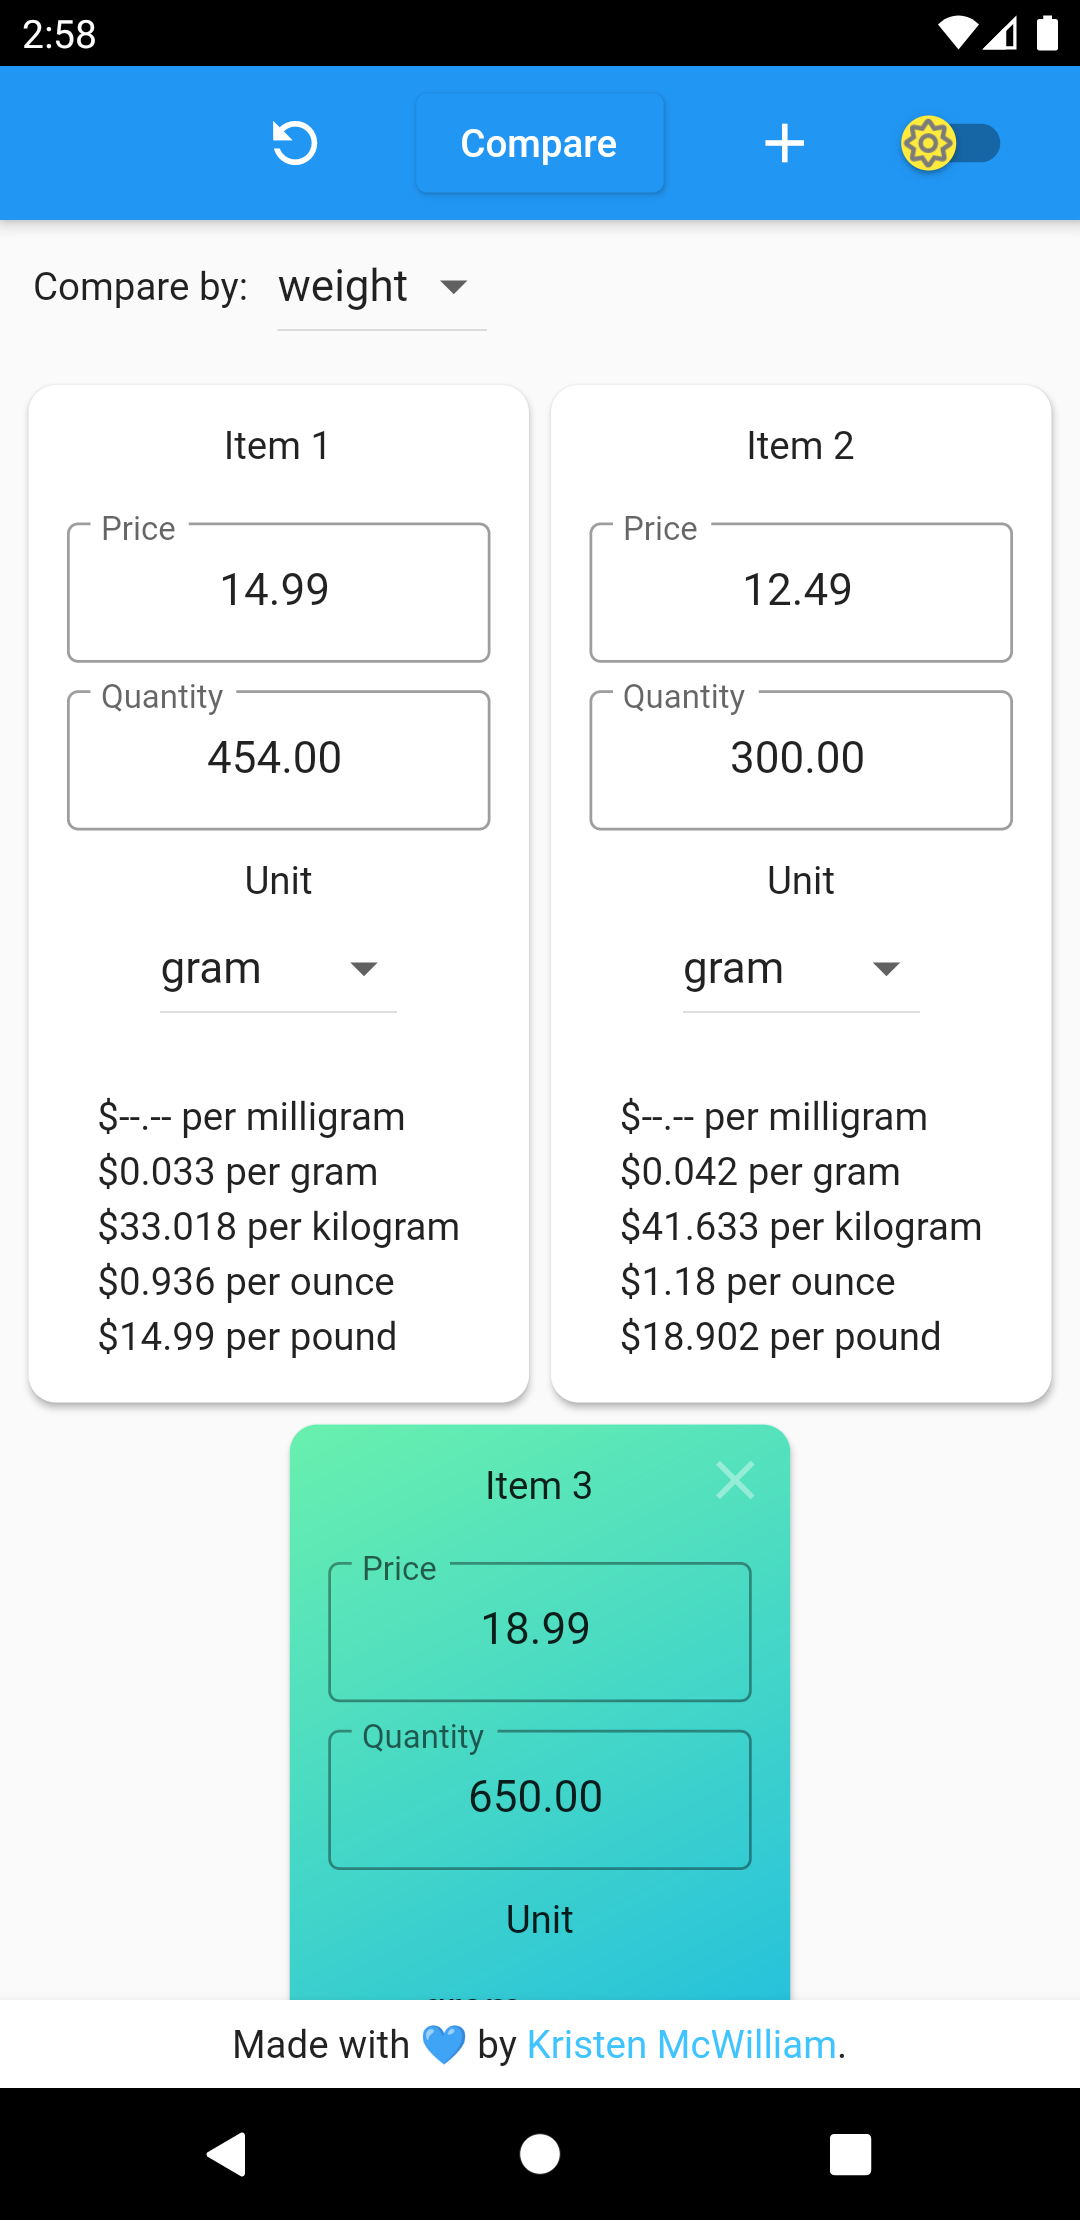 2:58
Compare
Compare by: weight
Item 1
Price
14.99
Quantity
454.00
Unit
gram
$--.-- per milligram
$0.033 per gram
$33.018 per kilogram
$0.936 per ounce
$14.99 per pound
Item 2
Price
12.49
Quantity
300.00
Unit
gram
$--.-- per milligram
$0.042 per gram
$41.633 per kilogram
$1.18 per ounce
$18.902 per pound
Item 3
Price
18.99
Quantity
650.00
Unit
Made with 💙 by Kristen McWilliam.